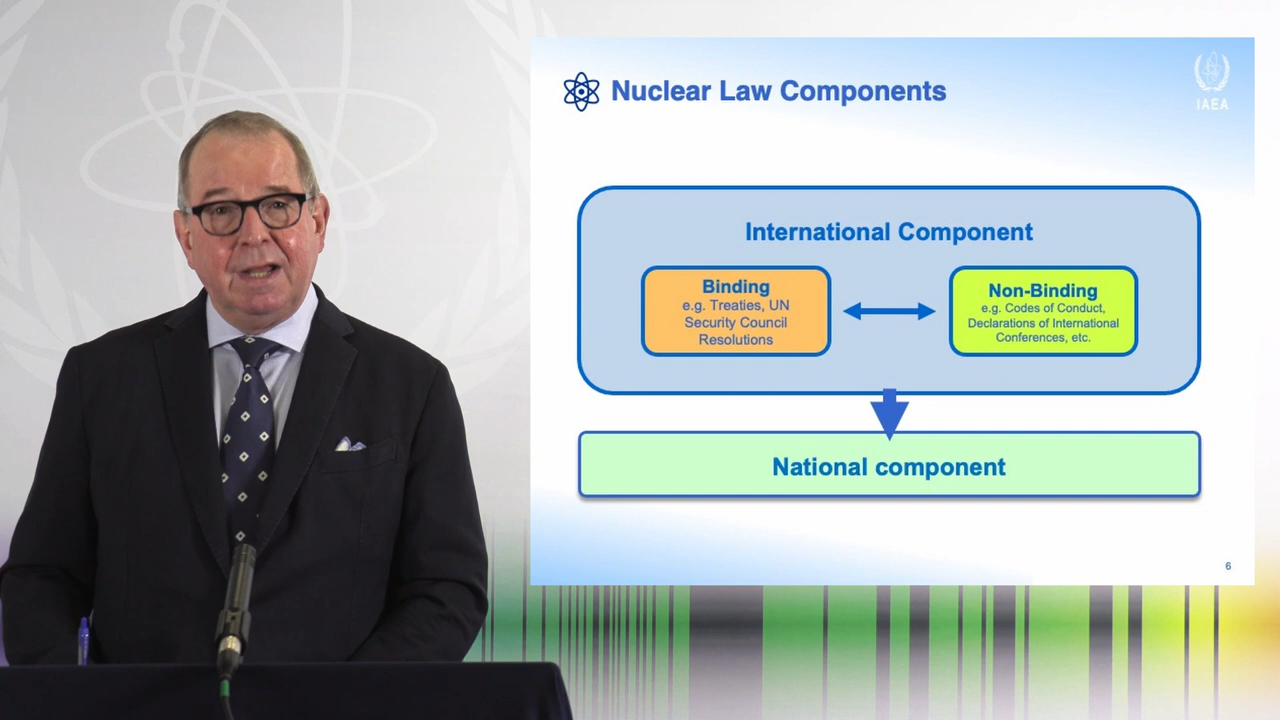 Nuclear Law Components
IAEA
International Component
Binding
e.g. Treaties, UN
Security Council
Resolutions
Non-Binding
e.g. Codes of Conduct,
Declarations of International
Conferences, etc.
National component
6